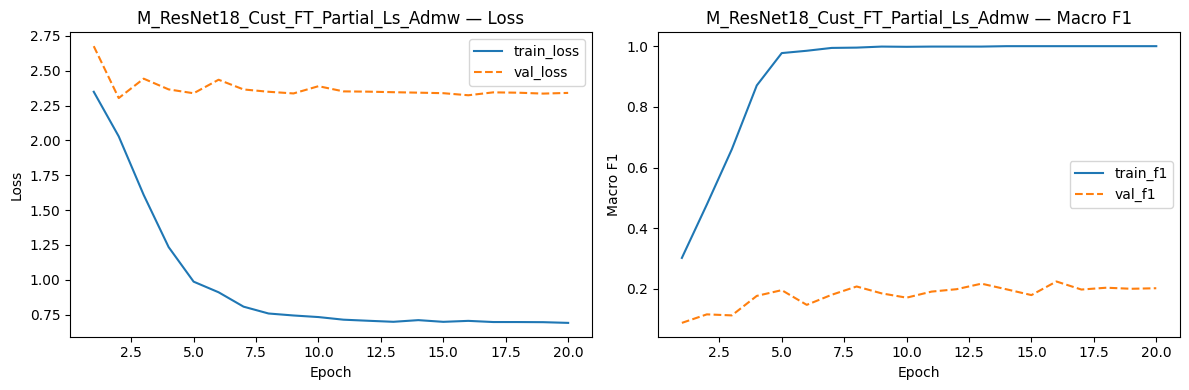 M_ResNet18_Cust_FT_Partial_Ls_Admw — Loss
2.75
2.50
2.25
2.00
1.75
1.50
1.25
1.00
0.75
Loss
train_loss
val_loss
2.5 5.0 7.5 10.0 12.5 15.0 17.5 20.0
Epoch
M_ResNet18_Cust_FT_Partial_Ls_Admw — Macro F1
1.0
0.8
0.6
0.4
0.2
Macro F1
train_f1
val_f1
2.5 5.0 7.5 10.0 12.5 15.0 17.5 20.0
Epoch